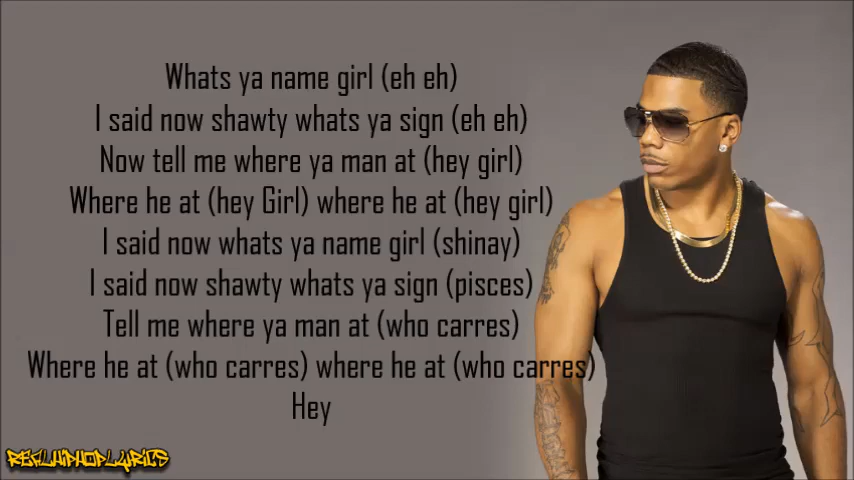 Whats ya name girl (eh eh)
I said now shawty whats ya sign (eh eh)
Now tell me where ya man at (hey girl)
Where he at (hey Girl) where he at (hey girl)
I said now whats ya name girl (shinay)
I said now shawty whats ya sign (pisces)
Tell me where ya man at (who carres)
Where he at (who carres) where he at (who carres)
Hey
REALHIPHOPLYRICS